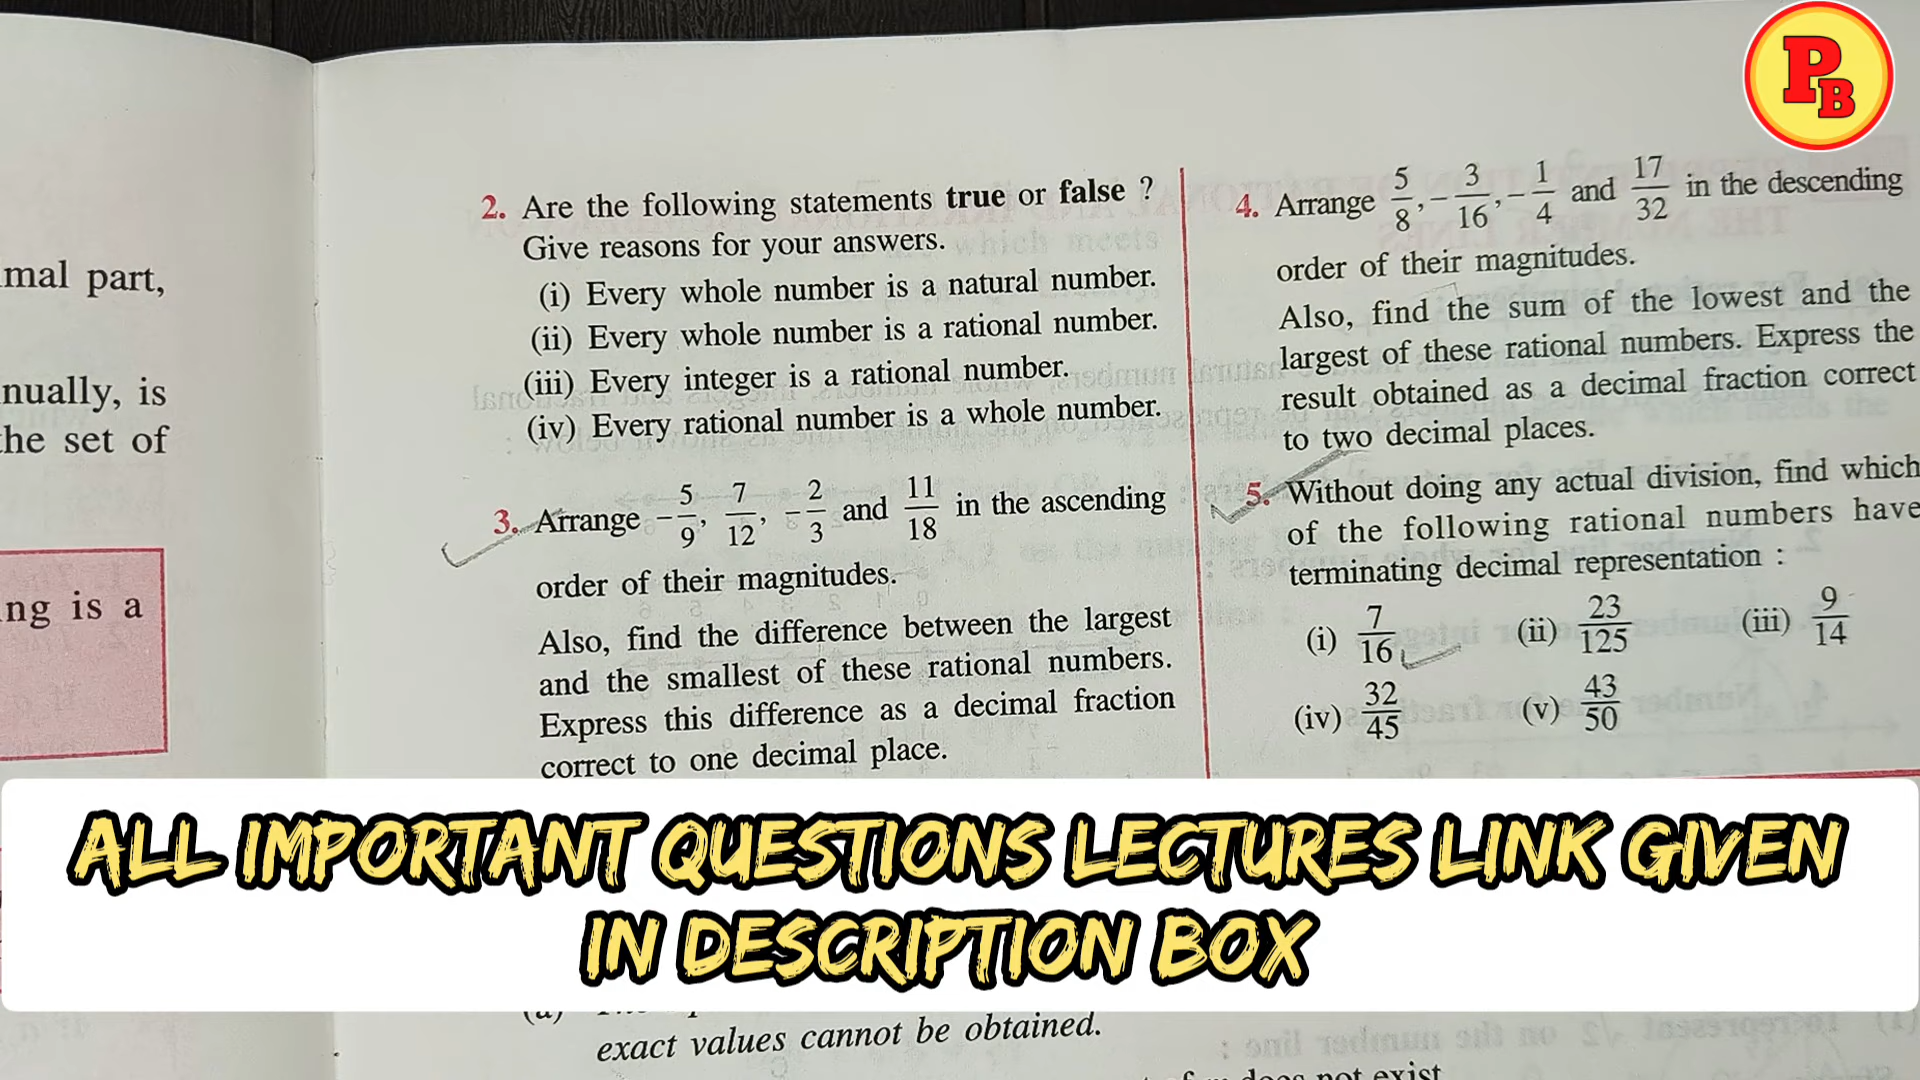 PB
mal part,
nually, is
he set of
ng is a
2. Are the following statements true or false ?
Give reasons for your answers.
(i) Every whole number is a natural number.
(ii) Every whole number is a rational number.
(iii) Every integer is a rational number.
(iv) Every rational number is a whole number.
3. Arrange -5/9, 7/12, -2/3 and 11/18 in the ascending
order of their magnitudes.
Also, find the difference between the largest
and the smallest of these rational numbers.
Express this difference as a decimal fraction
correct to one decimal place.
4. Arrange 5/8, -3/16, -1/4 and 17/32 in the descending
order of their magnitudes.
Also, find the sum of the lowest and the
largest of these rational numbers. Express the
result obtained as a decimal fraction correct
to two decimal places.
5. Without doing any actual division, find which
of the following rational numbers have
terminating decimal representation :
(i) 7/16 (ii) 23/125 (iii) 9/14
(iv) 32/45 (v) 43/50
ALL IMPORTANT QUESTIONS LECTURES LINK GIVEN
IN DESCRIPTION BOX
exact values cannot be obtained.
not exist